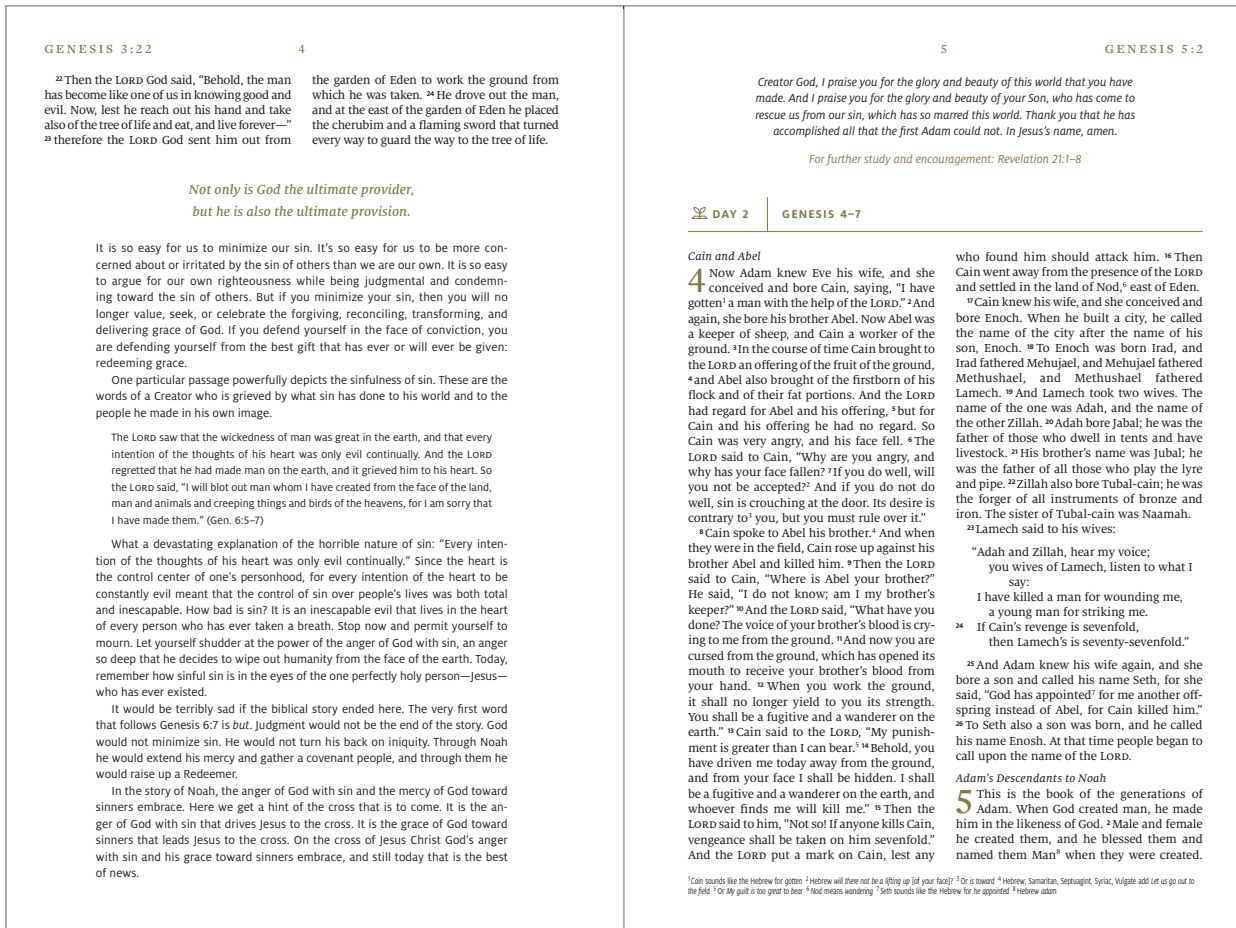 GENESIS 3:22
4
²²Then the LORD God said, “Behold, the man
has become like one of us in knowing good and
evil. Now, lest he reach out his hand and take
also of the tree of life and eat, and live forever—”
²³ therefore the LORD God sent him out from
the garden of Eden to work the ground from
which he was taken. ²⁴ He drove out the man,
and at the east of the garden of Eden he placed
the cherubim and a flaming sword that turned
every way to guard the way to the tree of life.
Not only is God the ultimate provider,
but he is also the ultimate provision.
It is so easy for us to minimize our sin. It’s so easy for us to be more con-
cerned about or irritated by the sin of others than we are our own. It is so easy
to argue for our own righteousness while being judgmental and condemn-
ing toward the sin of others. But if you minimize your sin, then you will no
longer value, seek, or celebrate the forgiving, reconciling, transforming, and
delivering grace of God. If you defend yourself in the face of conviction, you
are defending yourself from the best gift that has ever or will ever be given:
redeeming grace.
One particular passage powerfully depicts the sinfulness of sin. These are the
words of a Creator who is grieved by what sin has done to his world and to the
people he made in his own image.
The LORD saw that the wickedness of man was great in the earth, and that every
intention of the thoughts of his heart was only evil continually. And the LORD
regretted that he had made man on the earth, and it grieved him to his heart. So
the LORD said, “I will blot out man whom I have created from the face of the land,
man and animals and creeping things and birds of the heavens, for I am sorry that
I have made them.” (Gen. 6:5–7)
What a devastating explanation of the horrible nature of sin: “Every inten-
tion of the thoughts of his heart was only evil continually.” Since the heart is
the control center of one’s personhood, for every intention of the heart to be
constantly evil meant that the control of sin over people’s lives was both total
and inescapable. How bad is sin? It is an inescapable evil that lives in the heart
of every person who has ever taken a breath. Stop now and permit yourself to
mourn. Let yourself shudder at the power of the anger of God with sin, an anger
so deep that he decides to wipe out humanity from the face of the earth. Today,
remember how sinful sin is in the eyes of the one perfectly holy person—Jesus—
who has ever existed.
It would be terribly sad if the biblical story ended here. The very first word
that follows Genesis 6:7 is but. Judgment would not be the end of the story. God
would not minimize sin. He would not turn his back on iniquity. Through Noah
he would extend his mercy and gather a covenant people, and through them he
would raise up a Redeemer.
In the story of Noah, the anger of God with sin and the mercy of God toward
sinners embrace. Here we get a hint of the cross that is to come. It is the an-
ger of God with sin that drives Jesus to the cross. It is the grace of God toward
sinners that leads Jesus to the cross. On the cross of Jesus Christ God’s anger
with sin and his grace toward sinners embrace, and still today that is the best
of news.
5
GENESIS 5:2
Creator God, I praise you for the glory and beauty of this world that you have
made. And I praise you for the glory and beauty of your Son, who has come to
rescue us from our sin, which has so marred this world. Thank you that he has
accomplished all that the first Adam could not. In Jesus’s name, amen.
For further study and encouragement: Revelation 21:1–8
DAY 2
GENESIS 4–7
Cain and Abel
4 Now Adam knew Eve his wife, and she
conceived and bore Cain, saying, “I have
gotten¹ a man with the help of the LORD.” ² And
again, she bore his brother Abel. Now Abel was
a keeper of sheep, and Cain a worker of the
ground. ³ In the course of time Cain brought to
the LORD an offering of the fruit of the ground,
⁴ and Abel also brought of the firstborn of his
flock and of their fat portions. And the LORD
had regard for Abel and his offering, ⁵ but for
Cain and his offering he had no regard. So
Cain was very angry, and his face fell. ⁶ The
LORD said to Cain, “Why are you angry, and
why has your face fallen? ⁷ If you do well, will
you not be accepted?² And if you do not do
well, sin is crouching at the door. Its desire is
contrary to³ you, but you must rule over it.”
⁸ Cain spoke to Abel his brother.⁴ And when
they were in the field, Cain rose up against his
brother Abel and killed him. ⁹ Then the LORD
said to Cain, “Where is Abel your brother?”
He said, “I do not know; am I my brother’s
keeper?” ¹⁰ And the LORD said, “What have you
done? The voice of your brother’s blood is cry-
ing to me from the ground. ¹¹ And now you are
cursed from the ground, which has opened its
mouth to receive your brother’s blood from
your hand. ¹² When you work the ground,
it shall no longer yield to you its strength.
You shall be a fugitive and a wanderer on the
earth.” ¹³ Cain said to the LORD, “My punish-
ment is greater than I can bear.⁵ ¹⁴ Behold, you
have driven me today away from the ground,
and from your face I shall be hidden. I shall
be a fugitive and a wanderer on the earth, and
whoever finds me will kill me.” ¹⁵ Then the
LORD said to him, “Not so! If anyone kills Cain,
vengeance shall be taken on him sevenfold.”
And the LORD put a mark on Cain, lest any
who found him should attack him. ¹⁶ Then
Cain went away from the presence of the LORD
and settled in the land of Nod,⁶ east of Eden.
¹⁷ Cain knew his wife, and she conceived and
bore Enoch. When he built a city, he called
the name of the city after the name of his
son, Enoch. ¹⁸ To Enoch was born Irad, and
Irad fathered Mehujael, and Mehujael fathered
Methushael, and Methushael fathered
Lamech. ¹⁹ And Lamech took two wives. The
name of the one was Adah, and the name of
the other Zillah. ²⁰ Adah bore Jabal; he was the
father of those who dwell in tents and have
livestock. ²¹ His brother’s name was Jubal; he
was the father of all those who play the lyre
and pipe. ²² Zillah also bore Tubal-cain; he was
the forger of all instruments of bronze and
iron. The sister of Tubal-cain was Naamah.
²³ Lamech said to his wives:
“Adah and Zillah, hear my voice;
you wives of Lamech, listen to what I
say:
I have killed a man for wounding me,
a young man for striking me.
²⁴ If Cain’s revenge is sevenfold,
then Lamech’s is seventy-sevenfold.”
²⁵ And Adam knew his wife again, and she
bore a son and called his name Seth, for she
said, “God has appointed⁷ for me another off-
spring instead of Abel, for Cain killed him.”
²⁶ To Seth also a son was born, and he called
his name Enosh. At that time people began to
call upon the name of the LORD.
Adam’s Descendants to Noah
5 This is the book of the generations of
Adam. When God created man, he made
him in the likeness of God. ² Male and female
he created them, and he blessed them and
named them Man⁸ when they were created.
¹ Cain sounds like the Hebrew for gotten ² Hebrew will there not be a lifting up [of your face]? ³ Or is toward ⁴ Hebrew; Samaritan, Septuagint, Syriac, Vulgate add Let us go out to
the field ⁵ Or My guilt is too great to bear ⁶ Nod means wandering ⁷ Seth sounds like the Hebrew for he appointed ⁸ Hebrew adam